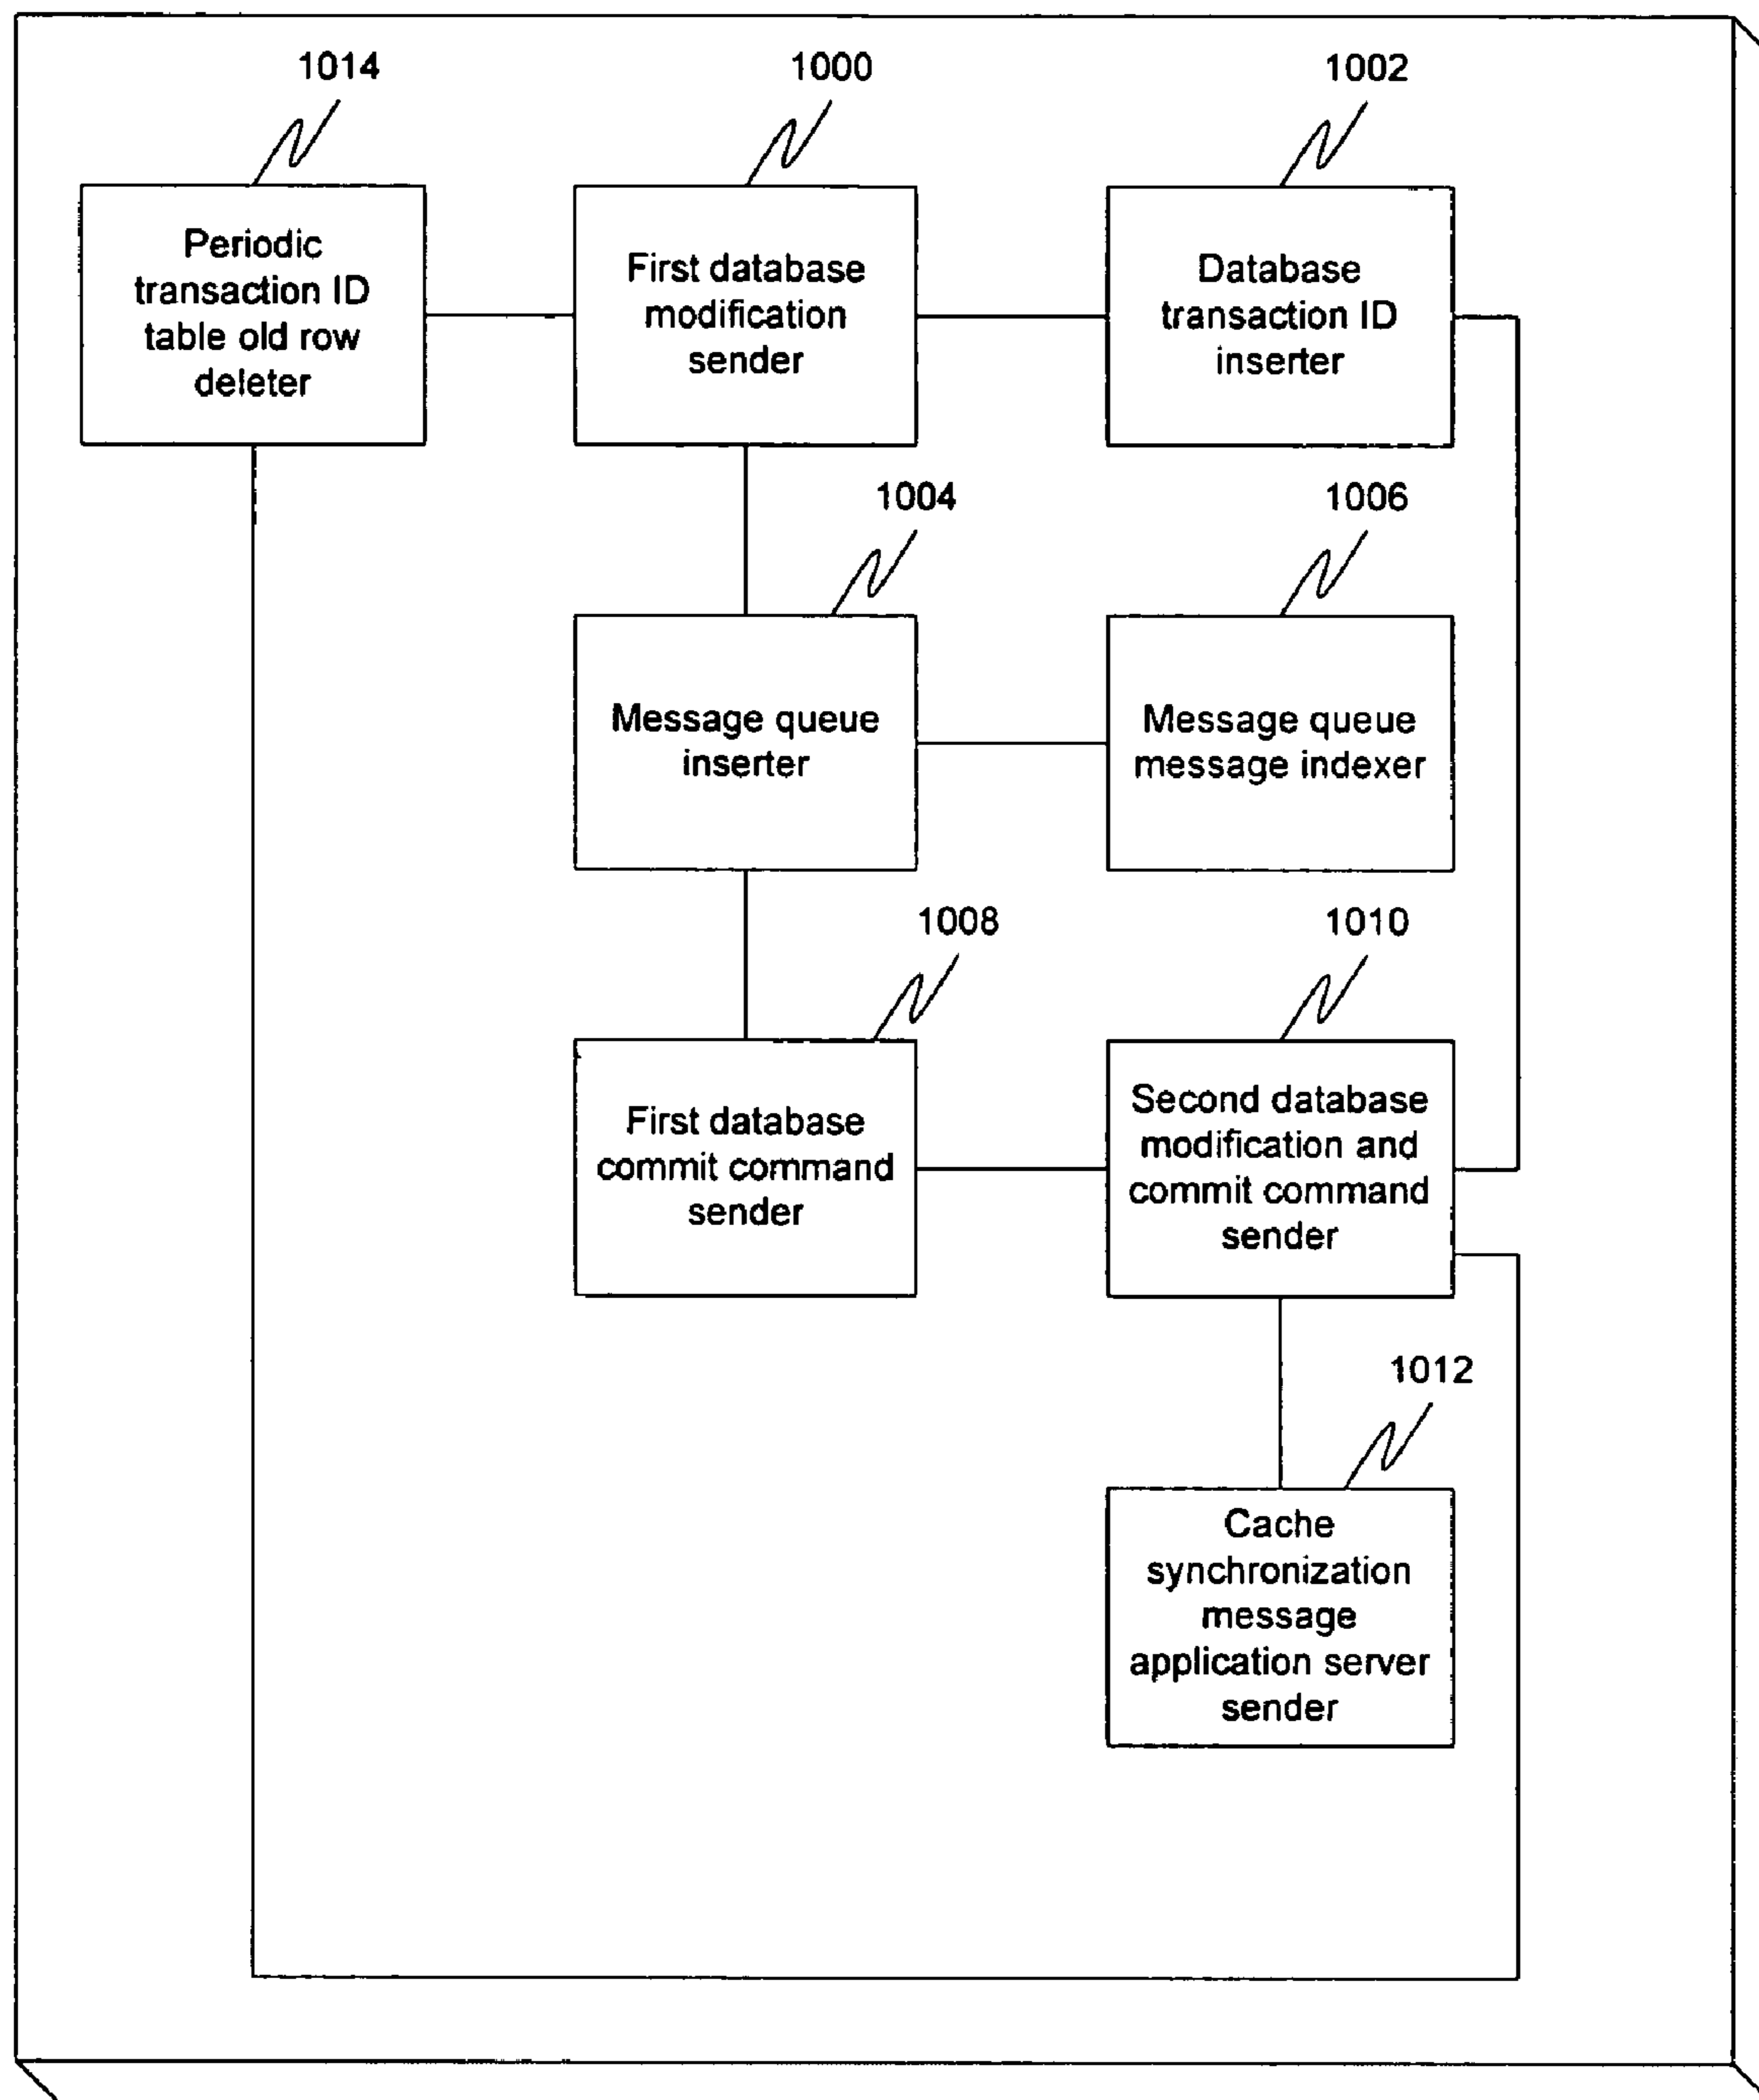 1014
1000
1002
Periodic
transaction ID
table old row
deleter
First database
modification
sender
Database
transaction ID
inserter
1004
1006
Message queue
inserter
Message queue
message indexer
1008
1010
First database
commit command
sender
Second database
modification and
commit command
sender
1012
Cache
synchronization
message
application server
sender